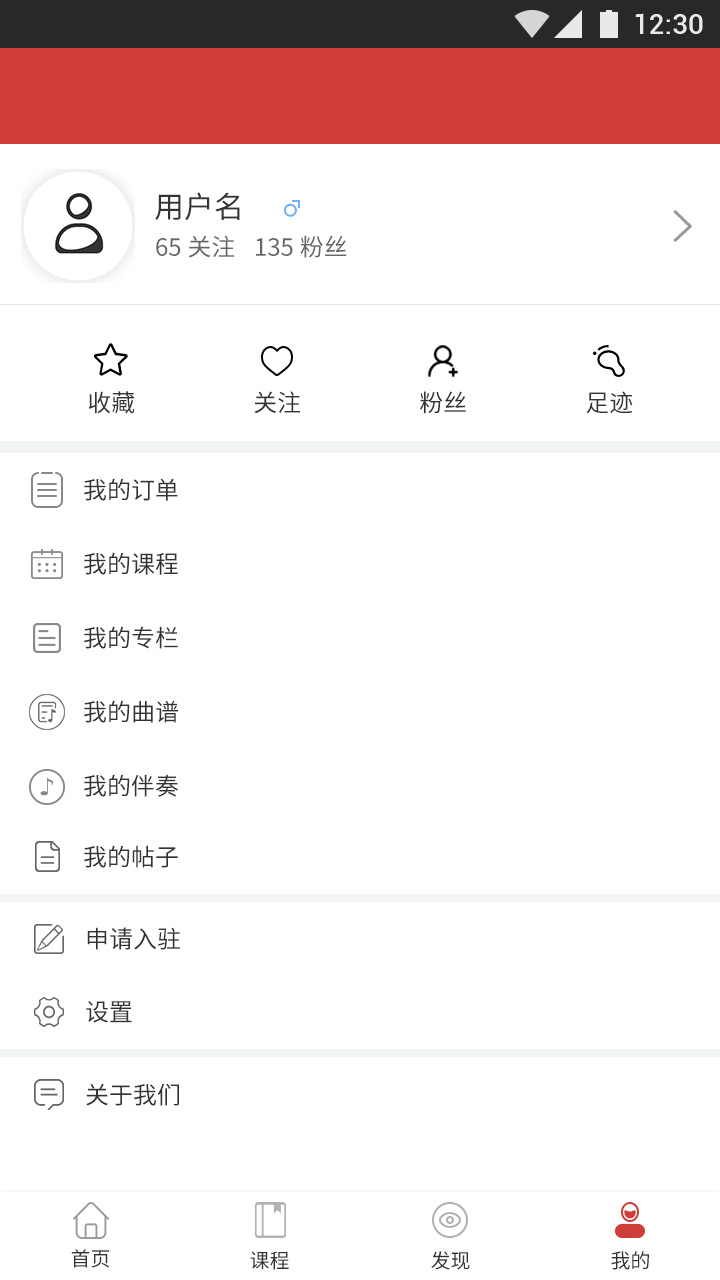 12:30
用户名
65 关注 135 粉丝
收藏 关注 粉丝 足迹
我的订单
我的课程
我的专栏
我的曲谱
我的伴奏
我的帖子
申请入驻
设置
关于我们
首页 课程 发现 我的